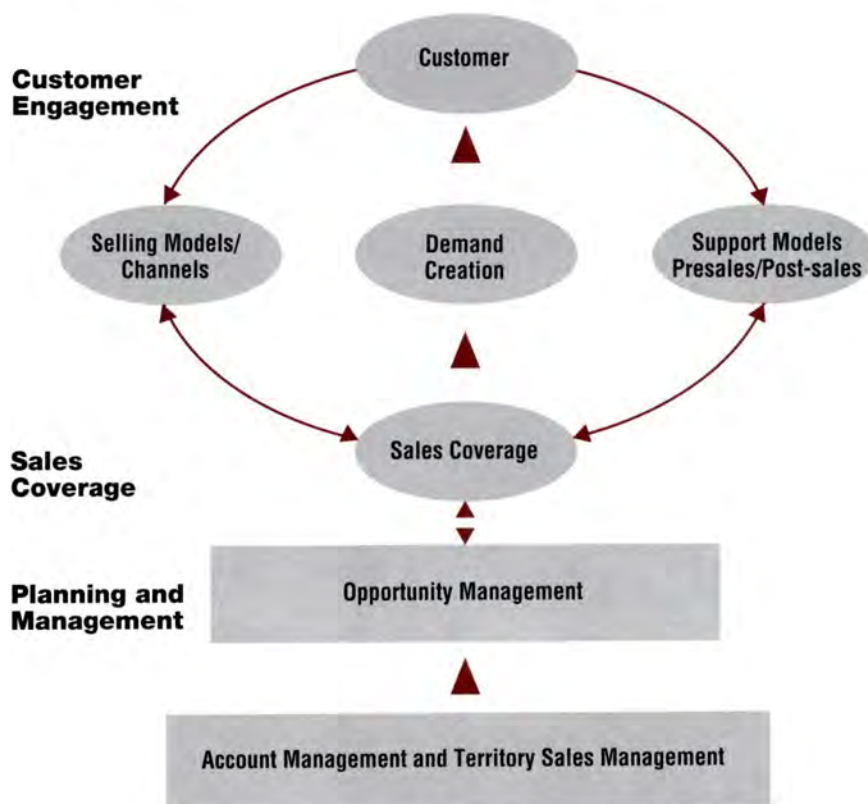 Customer
Customer
Engagement
Selling Models/
Channels
Demand
Creation
Support Models
Presales/Post-sales
Sales Coverage
Sales
Coverage
Opportunity Management
Planning and
Management
Account Management and Territory Sales Management